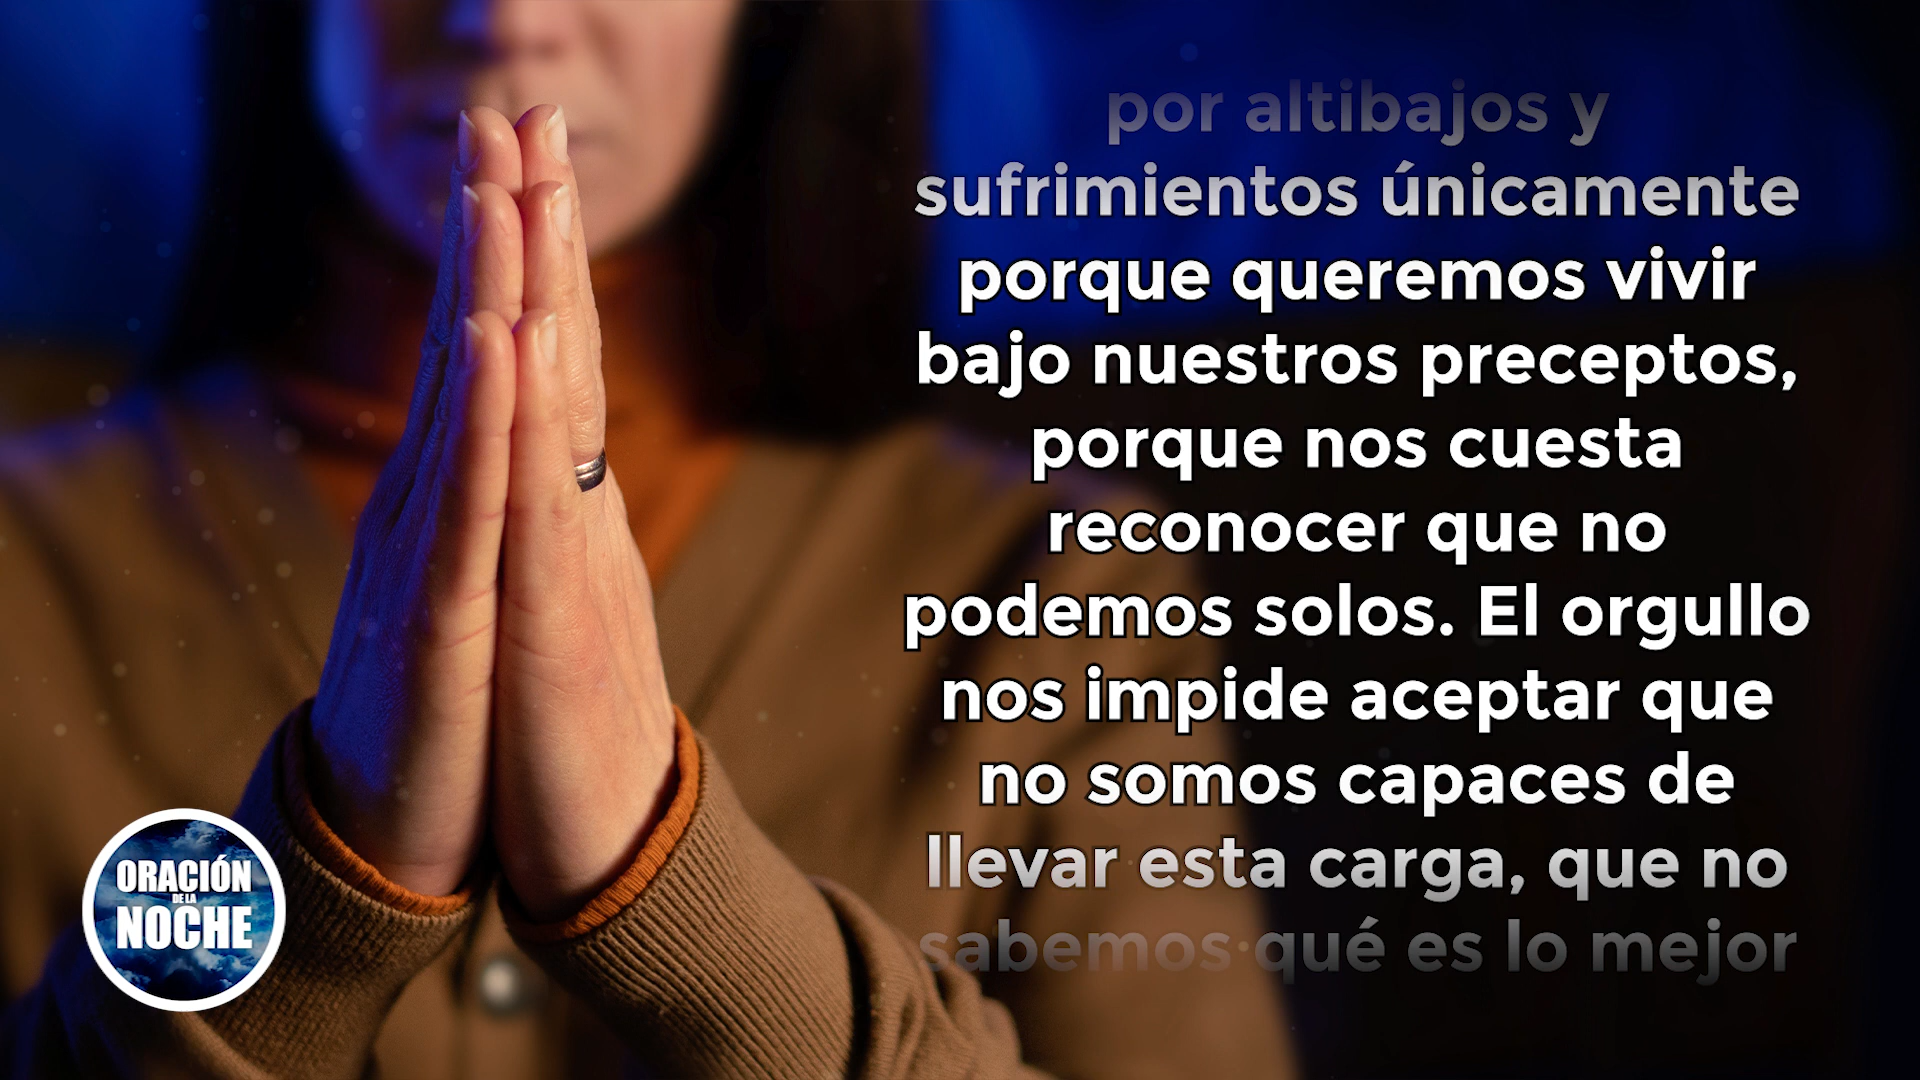 por altibajos y
sufrimientos únicamente
porque queremos vivir
bajo nuestros preceptos,
porque nos cuesta
reconocer que no
podemos solos. El orgullo
nos impide aceptar que
no somos capaces de
llevar esta carga, que no
sabemos qué es lo mejor
ORACIÓN
DE LA
NOCHE